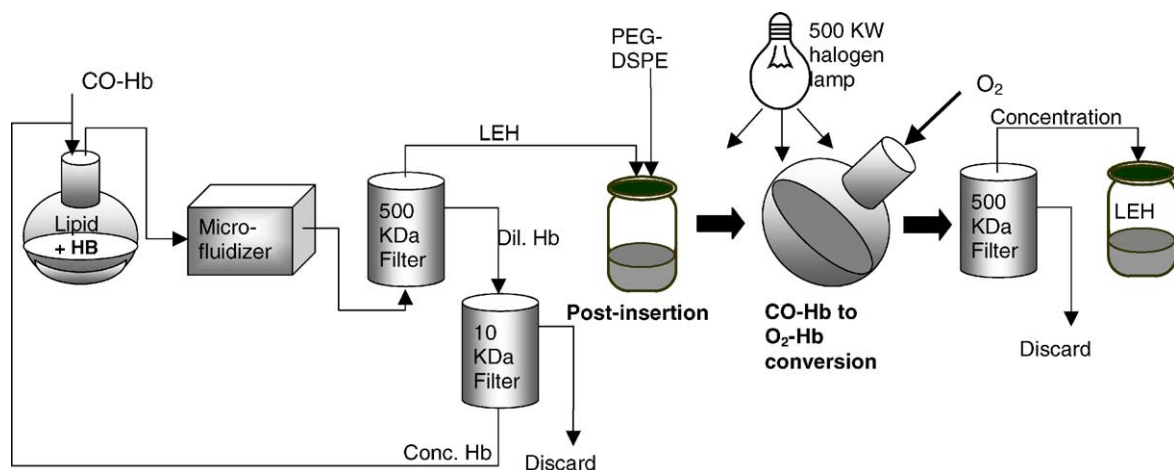 CO-Hb
Lipid
+ HB
Micro-
fluidizer
500
KDa
Filter
LEH
Dil. Hb
10
KDa
Filter
Conc. Hb
Discard
PEG-
DSPE
Post-insertion
500 KW
halogen
lamp
O₂
CO-Hb to
O₂-Hb
conversion
500
KDa
Filter
Concentration
Discard
LEH